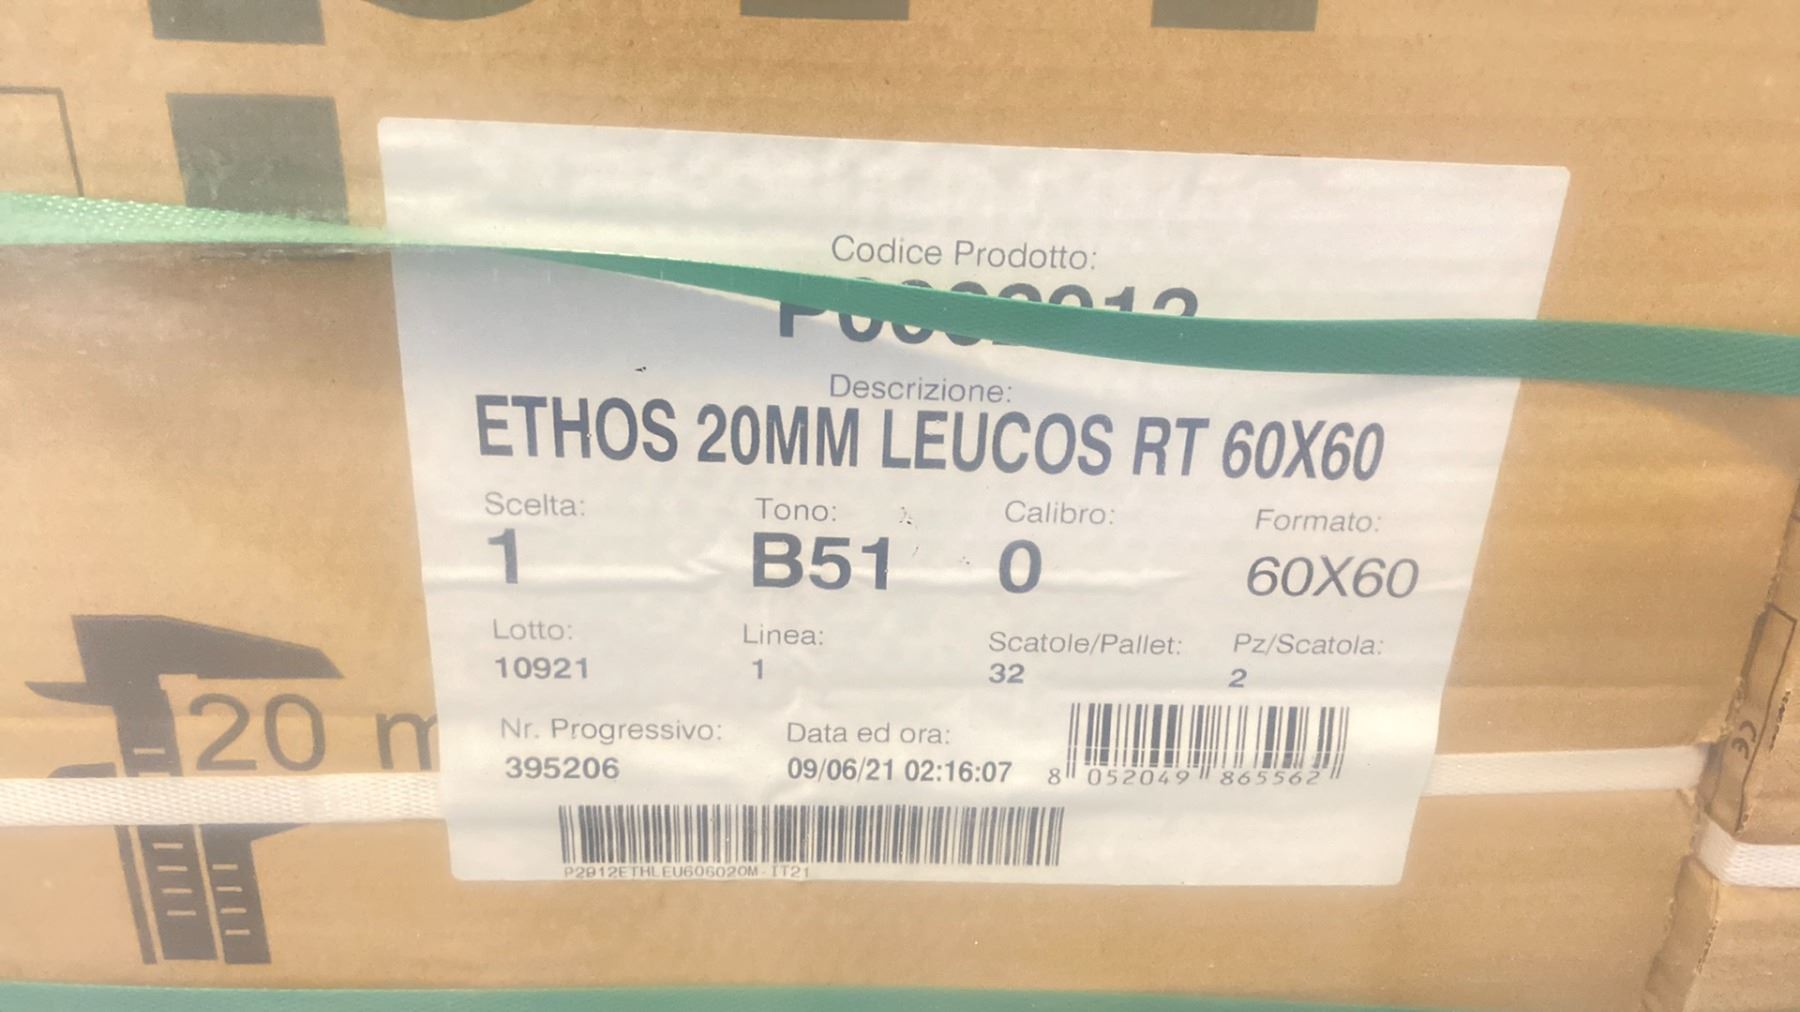 Codice Prodotto:
Descrizione:
ETHOS 20MM LEUCOS RT 60X60
Scelta: Tono: Calibro: Formato:
1 B51 0 60X60
Lotto: Linea: Scatole/Pallet: Pz/Scatola:
10921 1 32 2
Nr. Progressivo: Data ed ora:
395206 09/06/21 02:16:07 8 052049 865562
P2912ETHLEU606020M-IT21
20 m
CE